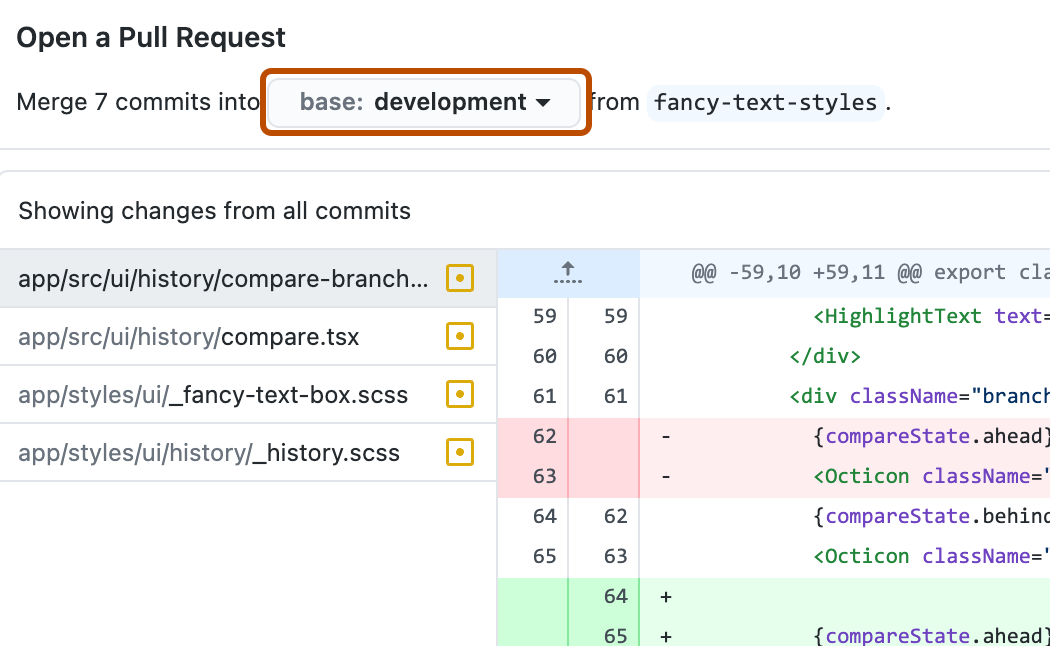 Open a Pull Request
Merge 7 commits into base: development from fancy-text-styles.
Showing changes from all commits
app/src/ui/history/compare-branch...
app/src/ui/history/compare.tsx
app/styles/ui/_fancy-text-box.scss
app/styles/ui/history/_history.scss
@@ -59,10 +59,11 @@ export cla
59 59 <HighlightText text=
60 60 </div>
61 61 <div className="branch
62 - {compareState.ahead}
63 - <Octicon className="
64 62 {compareState.behind
65 63 <Octicon className="
64 +
65 + {compareState.ahead}